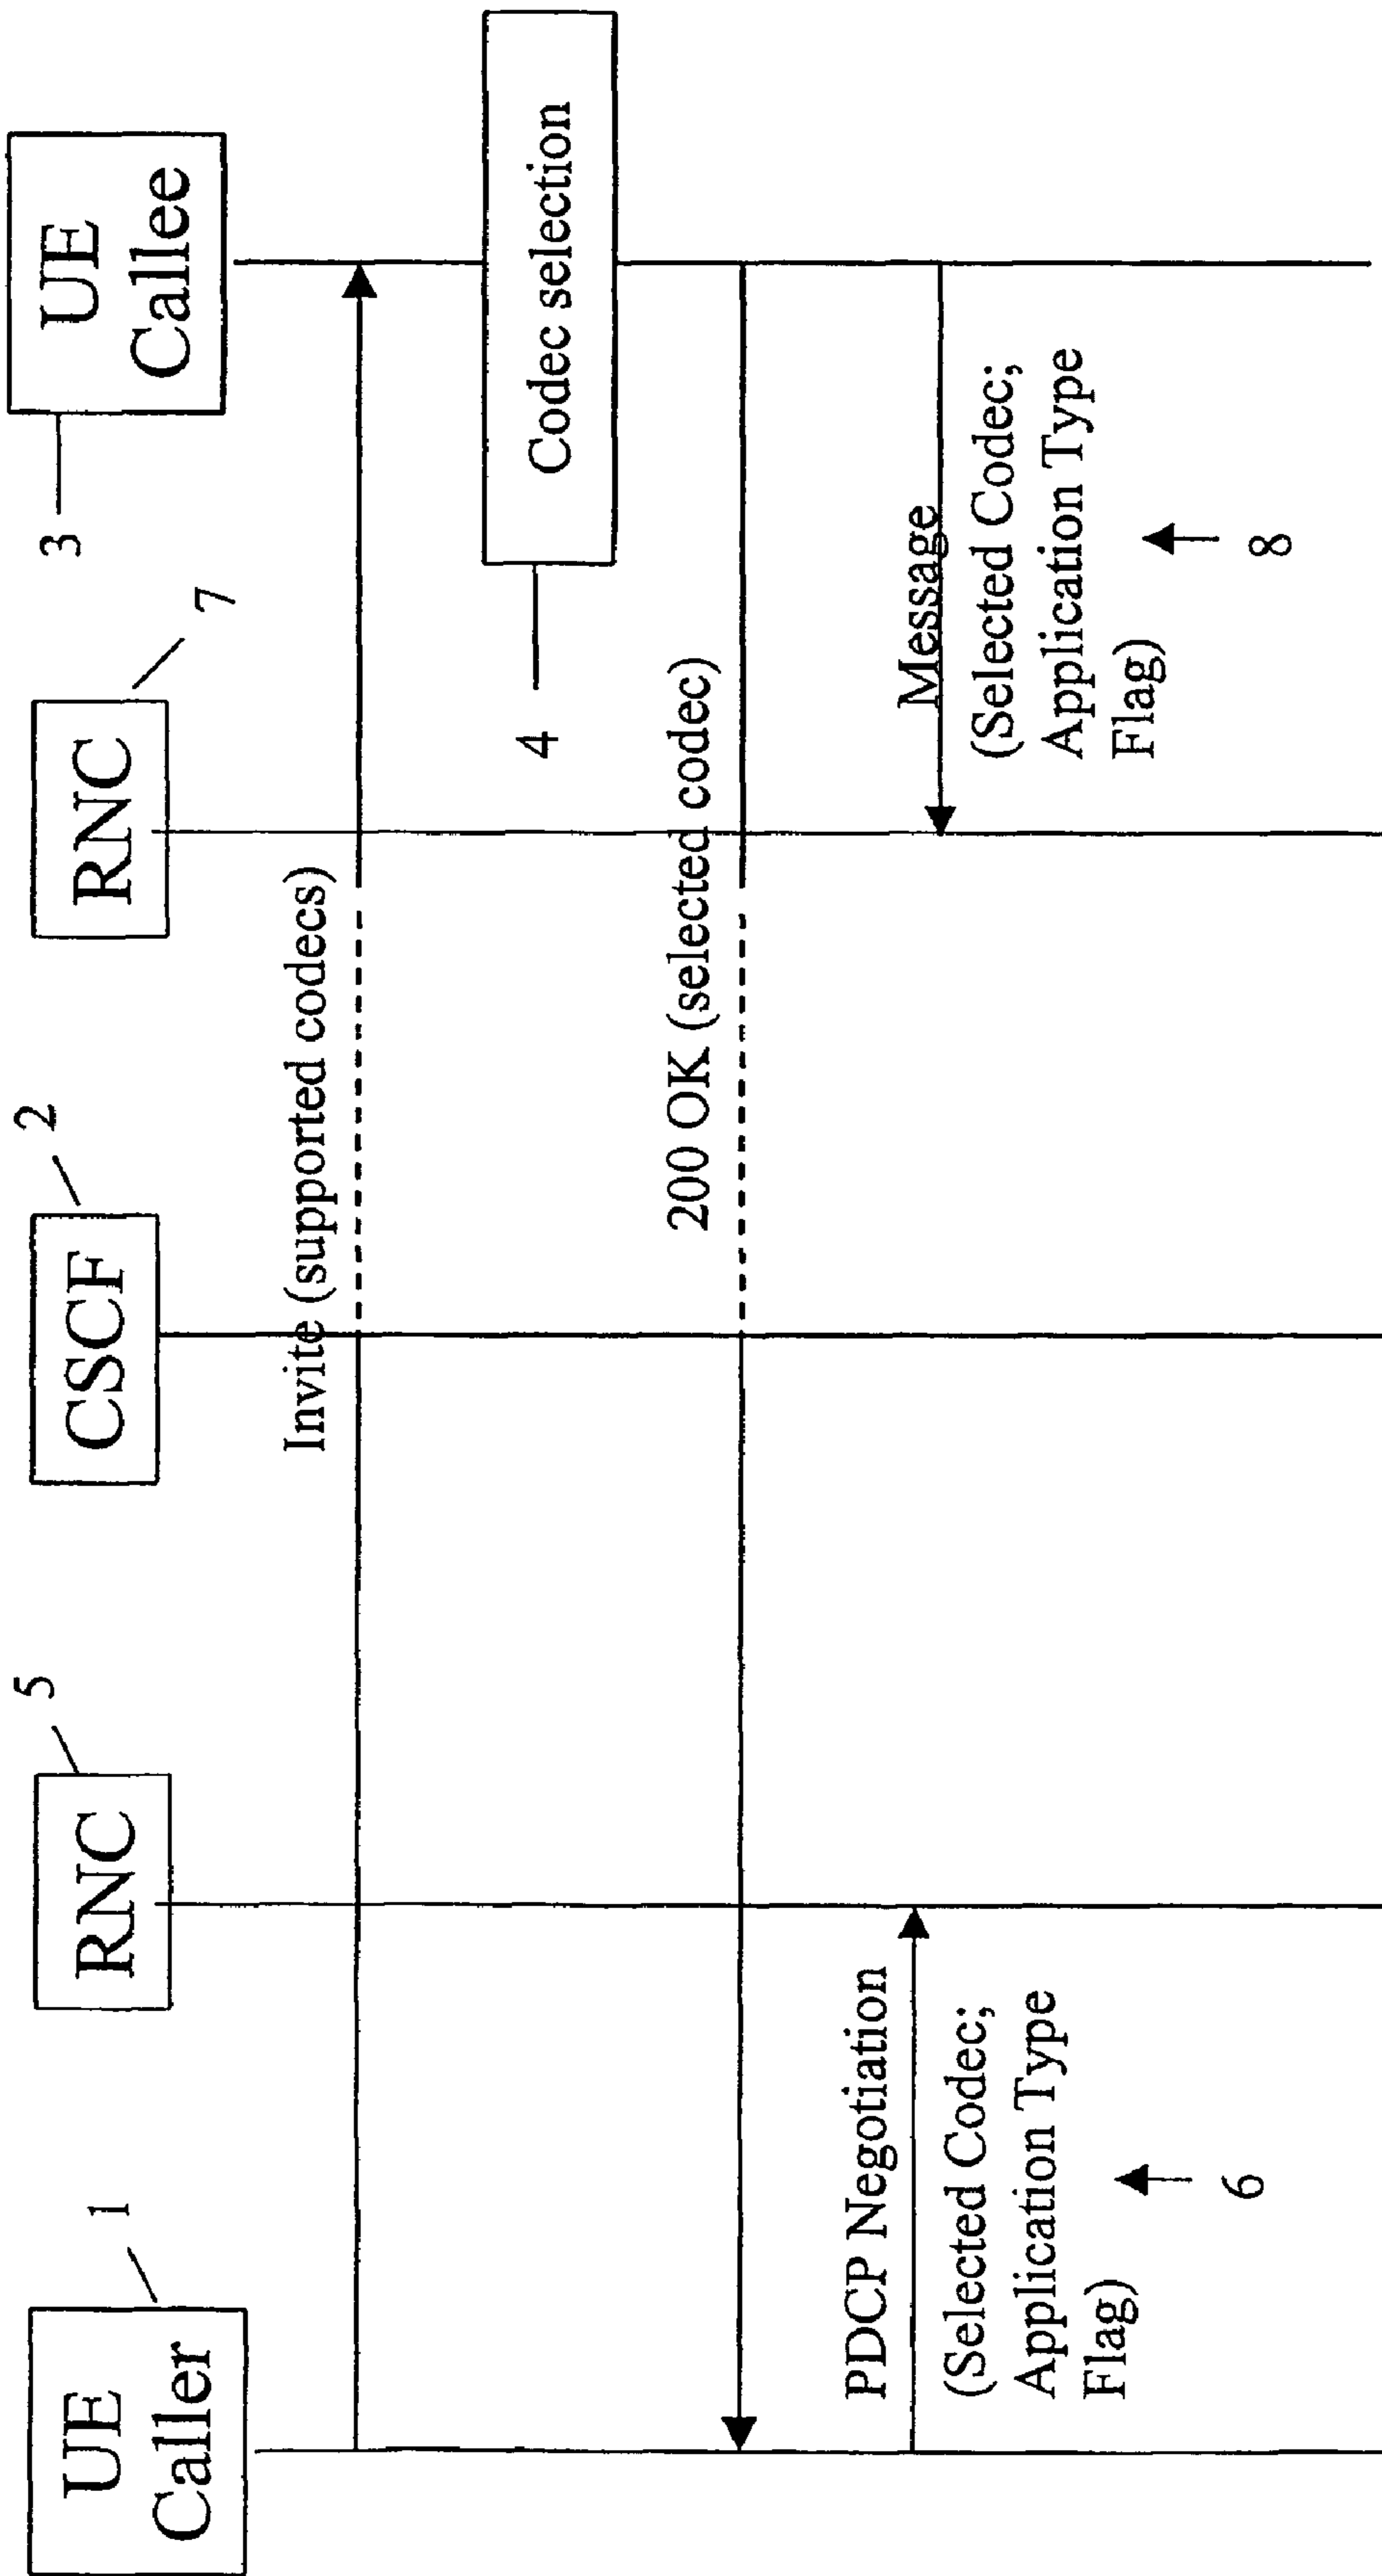 UE
Caller
1
RNC
5
CSCF
2
RNC
7
UE
Callee
3
Invite (supported codecs)
Codec selection
4
200 OK (selected codec)
PDCP Negotiation
(Selected Codec;
Application Type
Flag)
6
Message
(Selected Codec;
Application Type
Flag)
8